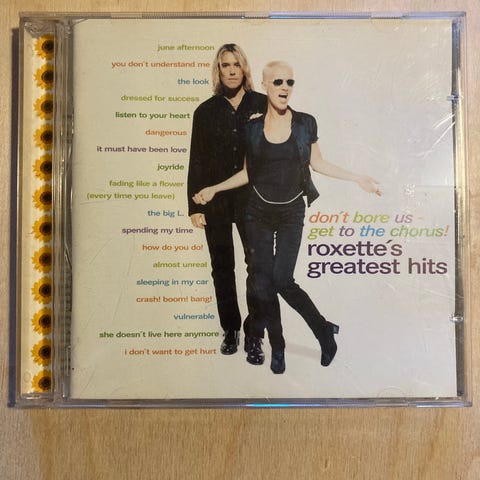 june afternoon
you don't understand me
the look
dressed for success
listen to your heart
dangerous
it must have been love
joyride
fading like a flower
(every time you leave)
the big L.
spending my time
how do you do!
almost unreal
sleeping in my car
crash! boom! bang!
vulnerable
she doesn't live here anymore
i don't want to get hurt
don't bore us -
get to the chorus!
roxette's
greatest hits